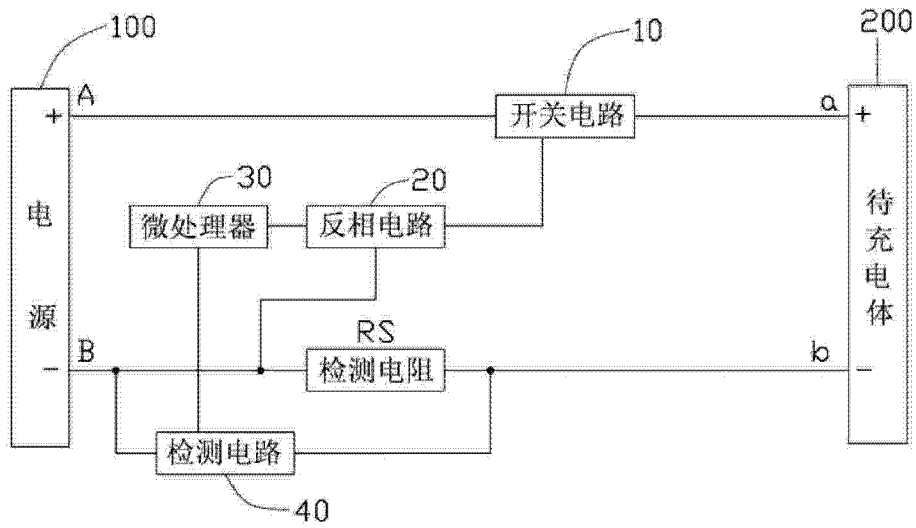 100
10
200
A
a
+
开关电路
+
30
20
电源
微处理器
反相电路
待充电体
RS
B
b
−
检测电阻
−
检测电路
40